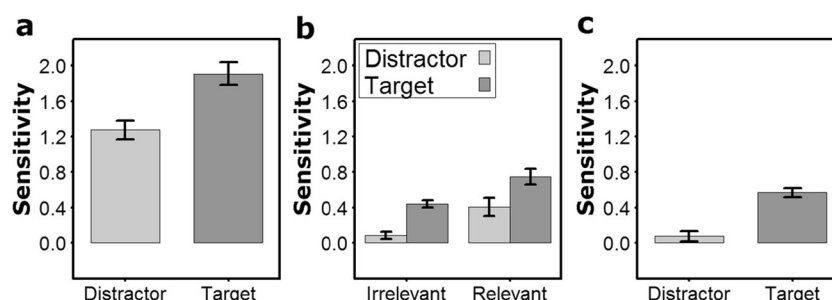 a
Sensitivity
2.0
1.6
1.2
0.8
0.4
0.0
Distractor Target
b
Sensitivity
2.0
1.6
1.2
0.8
0.4
0.0
Distractor
Target
Irrelevant Relevant
c
Sensitivity
2.0
1.6
1.2
0.8
0.4
0.0
Distractor Target